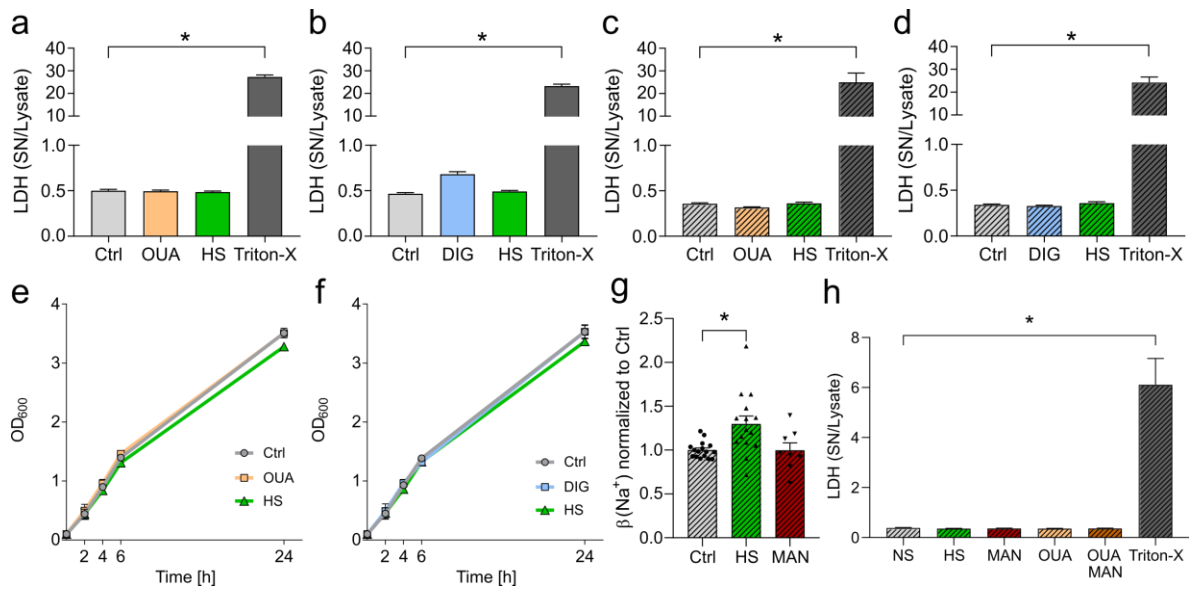 a
LDH (SN/Lysate)
40
30
20
10
1.0
0.5
0.0
*
Ctrl OUA HS Triton-X
b
LDH (SN/Lysate)
40
30
20
10
1.0
0.5
0.0
*
Ctrl DIG HS Triton-X
c
LDH (SN/Lysate)
40
30
20
10
1.0
0.5
0.0
*
Ctrl OUA HS Triton-X
d
LDH (SN/Lysate)
40
30
20
10
1.0
0.5
0.0
*
Ctrl DIG HS Triton-X
e
OD600
4
3
2
1
0
Ctrl
OUA
HS
2 4 6 24
Time [h]
f
OD600
4
3
2
1
0
Ctrl
DIG
HS
2 4 6 24
Time [h]
g
β(Na+) normalized to Ctrl
2.5
2.0
1.5
1.0
0.5
0.0
*
Ctrl HS MAN
h
LDH (SN/Lysate)
8
6
4
2
0
*
NS HS MAN OUA OUA Triton-X
MAN